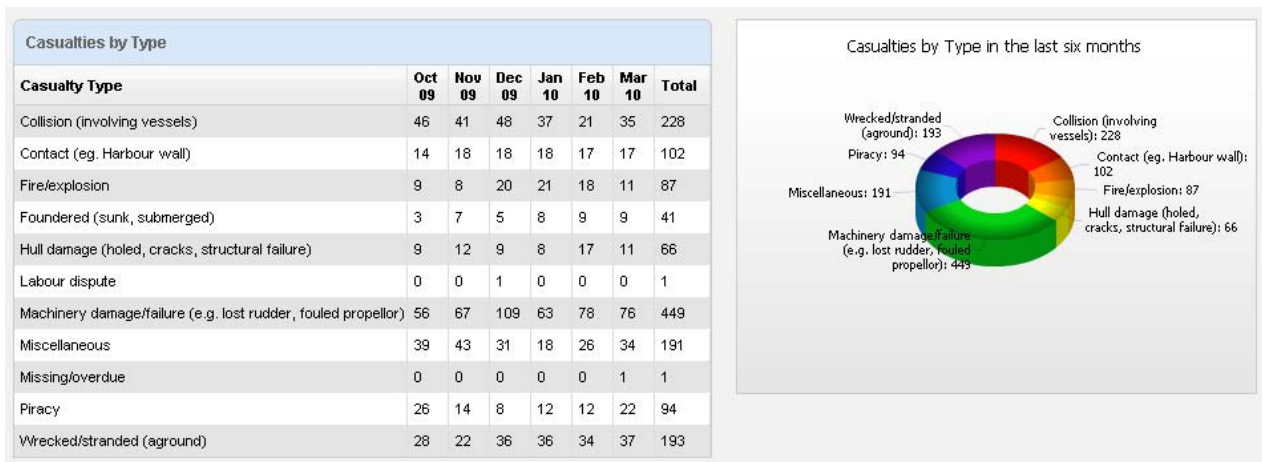 Casualties by Type
Casualty Type Oct 09 Nov 09 Dec 09 Jan 10 Feb 10 Mar 10 Total
Collision (involving vessels) 46 41 48 37 21 35 228
Contact (eg. Harbour wall) 14 18 18 18 17 17 102
Fire/explosion 9 8 20 21 18 11 87
Foundered (sunk, submerged) 3 7 5 8 9 9 41
Hull damage (holed, cracks, structural failure) 9 12 9 8 17 11 66
Labour dispute 0 0 1 0 0 0 1
Machinery damage/failure (e.g. lost rudder, fouled propellor) 56 67 109 63 78 76 449
Miscellaneous 39 43 31 18 26 34 191
Missing/overdue 0 0 0 0 0 1 1
Piracy 26 14 8 12 12 22 94
Wrecked/stranded (aground) 28 22 36 36 34 37 193
Casualties by Type in the last six months
Wrecked/stranded
(aground): 193
Collision (involving
vessels): 228
Piracy: 94
Contact (eg. Harbour wall):
102
Miscellaneous: 191
Fire/explosion: 87
Hull damage (holed,
cracks, structural failure): 66
Machinery damage/failure
(e.g. lost rudder, fouled
propellor): 449